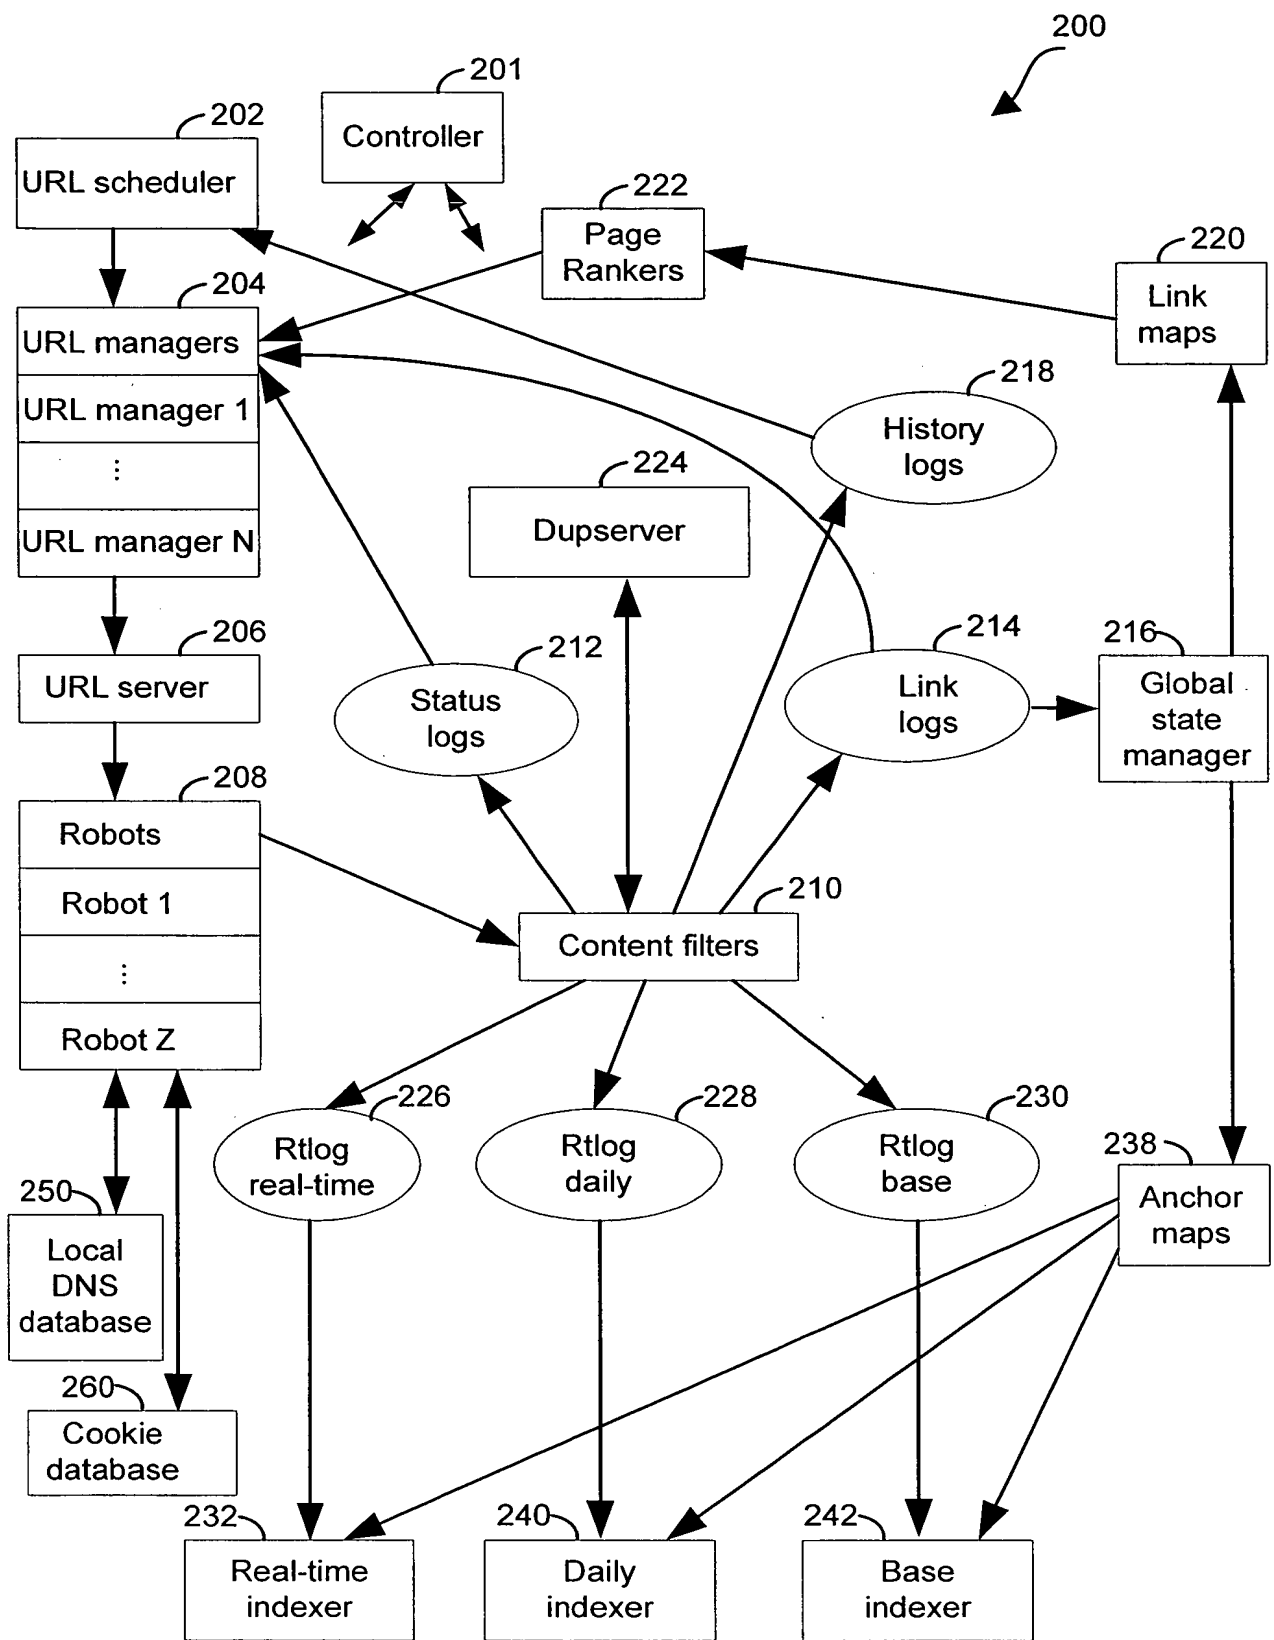 200
201
Controller
202
URL scheduler
222
Page
Rankers
220
Link
maps
204
URL managers
URL manager 1
...
URL manager N
218
History
logs
224
Dupserver
206
URL server
212
Status
logs
214
Link
logs
216
Global
state
manager
208
Robots
Robot 1
...
Robot Z
210
Content filters
226
Rtlog
real-time
228
Rtlog
daily
230
Rtlog
base
238
Anchor
maps
250
Local
DNS
database
260
Cookie
database
232
Real-time
indexer
240
Daily
indexer
242
Base
indexer